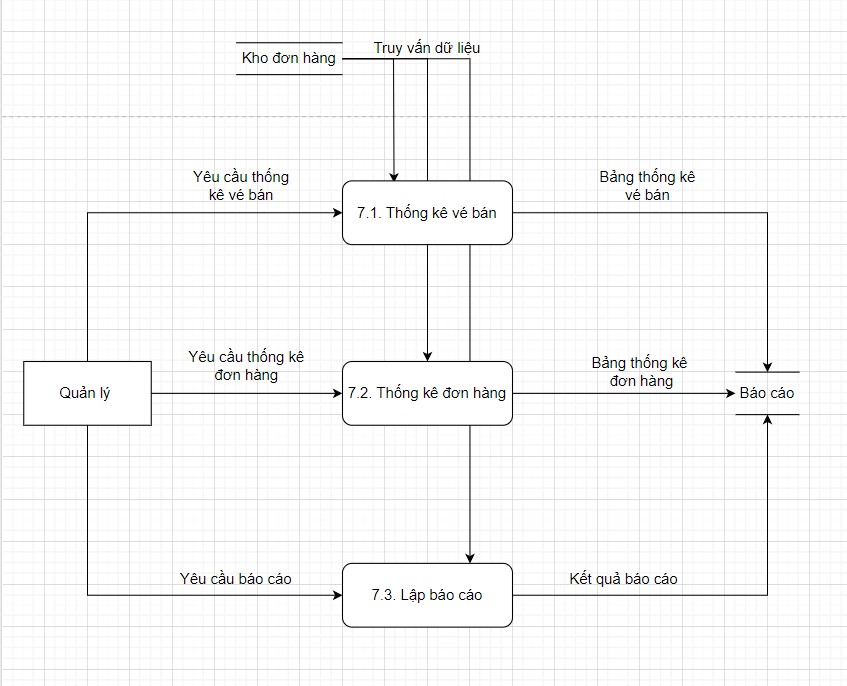 Truy vấn dữ liệu
Kho đơn hàng
Yêu cầu thống
kê vé bán
Bảng thống kê
vé bán
7.1. Thống kê vé bán
Yêu cầu thống kê
đơn hàng
Bảng thống kê
đơn hàng
Quản lý
7.2. Thống kê đơn hàng
Báo cáo
Yêu cầu báo cáo
Kết quả báo cáo
7.3. Lập báo cáo